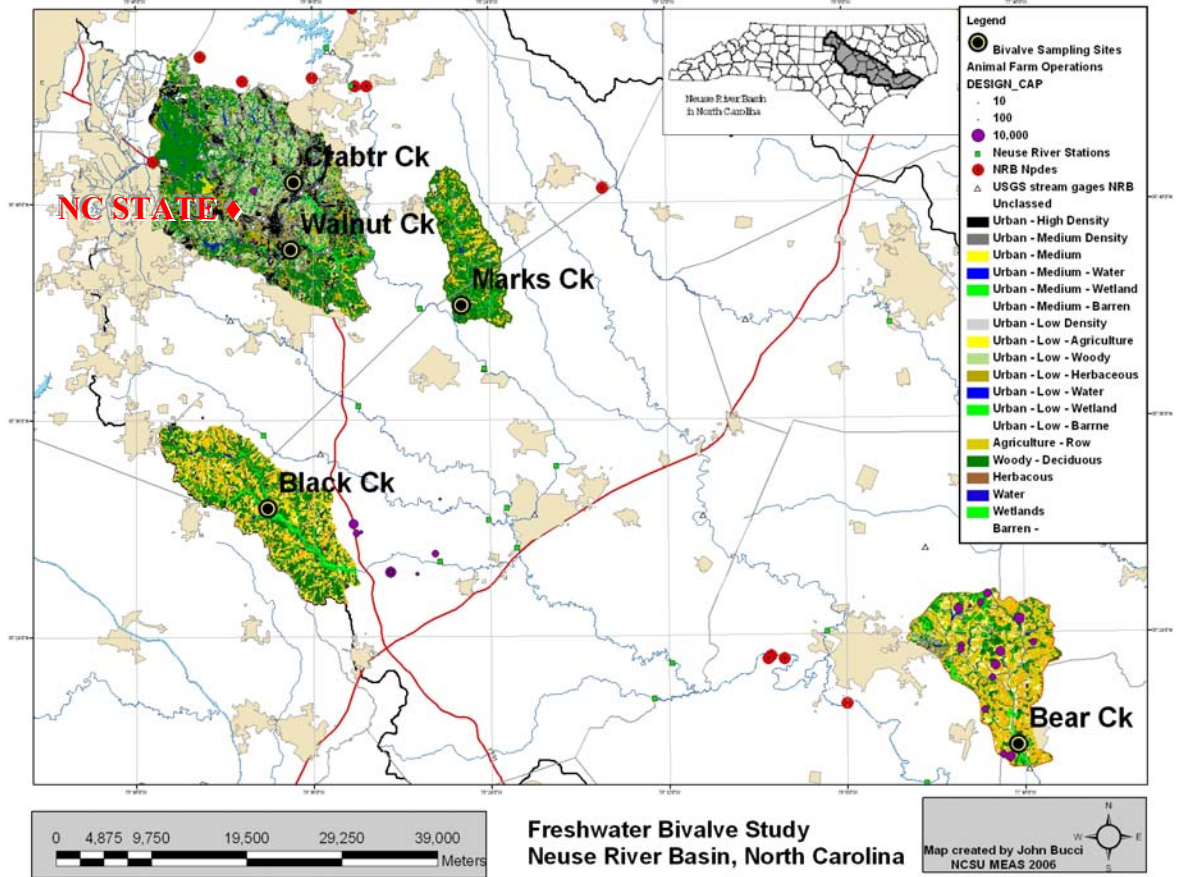 Neuse River Basin
in North Carolina
Crabtr Ck
NC STATE
Walnut Ck
Marks Ck
Black Ck
Bear Ck
Legend
Bivalve Sampling Sites
Animal Farm Operations
DESIGN_CAP
10
100
10,000
Neuse River Stations
NRB Npdes
USGS stream gages NRB
Unclassed
Urban - High Density
Urban - Medium Density
Urban - Medium
Urban - Medium - Water
Urban - Medium - Wetland
Urban - Medium - Barren
Urban - Low Density
Urban - Low - Agriculture
Urban - Low - Woody
Urban - Low - Herbaceous
Urban - Low - Water
Urban - Low - Wetland
Urban - Low - Barrne
Agriculture - Row
Woody - Deciduous
Herbacous
Water
Wetlands
Barren -
0 4,875 9,750 19,500 29,250 39,000
Meters
Freshwater Bivalve Study
Neuse River Basin, North Carolina
Map created by John Bucci
NCSU MEAS 2006
N
W E
S